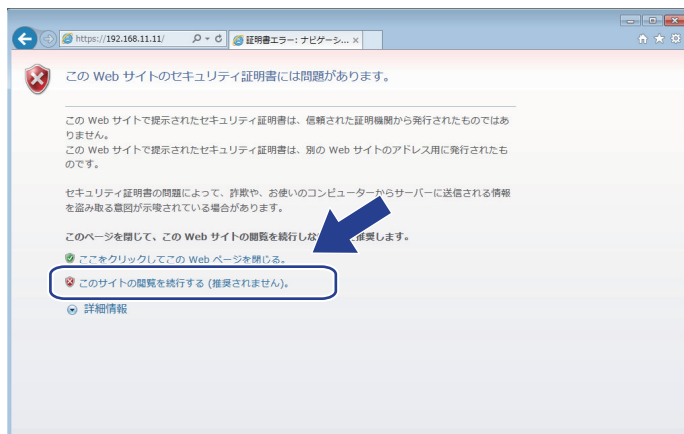 https://192.168.11.11/
証明書エラー: ナビゲーシ... ×
この Web サイトのセキュリティ証明書には問題があります。
この Web サイトで提示されたセキュリティ証明書は、信頼された証明機関から発行されたものではあ
りません。
この Web サイトで提示されたセキュリティ証明書は、別の Web サイトのアドレス用に発行されたも
のです。
セキュリティ証明書の問題によって、詐欺や、お使いのコンピューターからサーバーに送信される情報
を盗み取る意図が示唆されている場合があります。
このページを閉じて、この Web サイトの閲覧を続行しな 推奨します。
ここをクリックしてこの Web ページを閉じる。
このサイトの閲覧を続行する (推奨されません)。
詳細情報